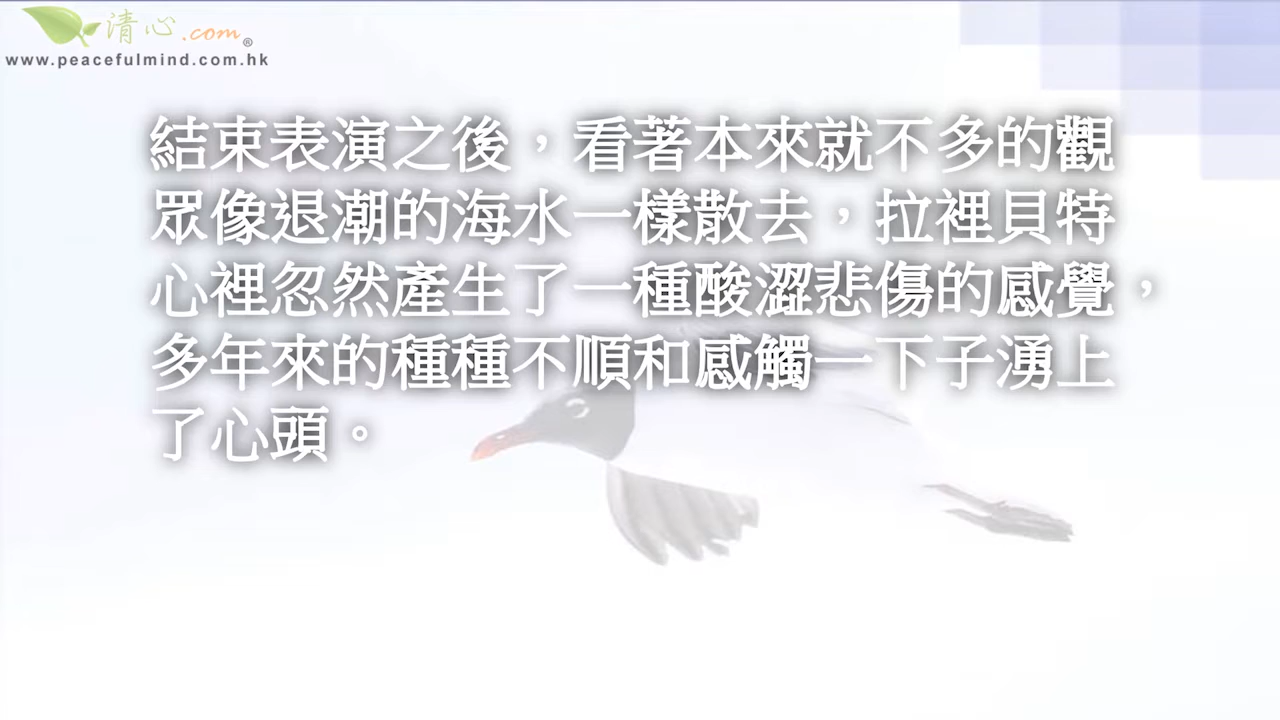 清心.com®
www.peacefulmind.com.hk
結束表演之後，看著本來就不多的觀
眾像退潮的海水一樣散去，拉裡貝特
心裡忽然產生了一種酸澀悲傷的感覺，
多年來的種種不順和感觸一下子湧上
了心頭。